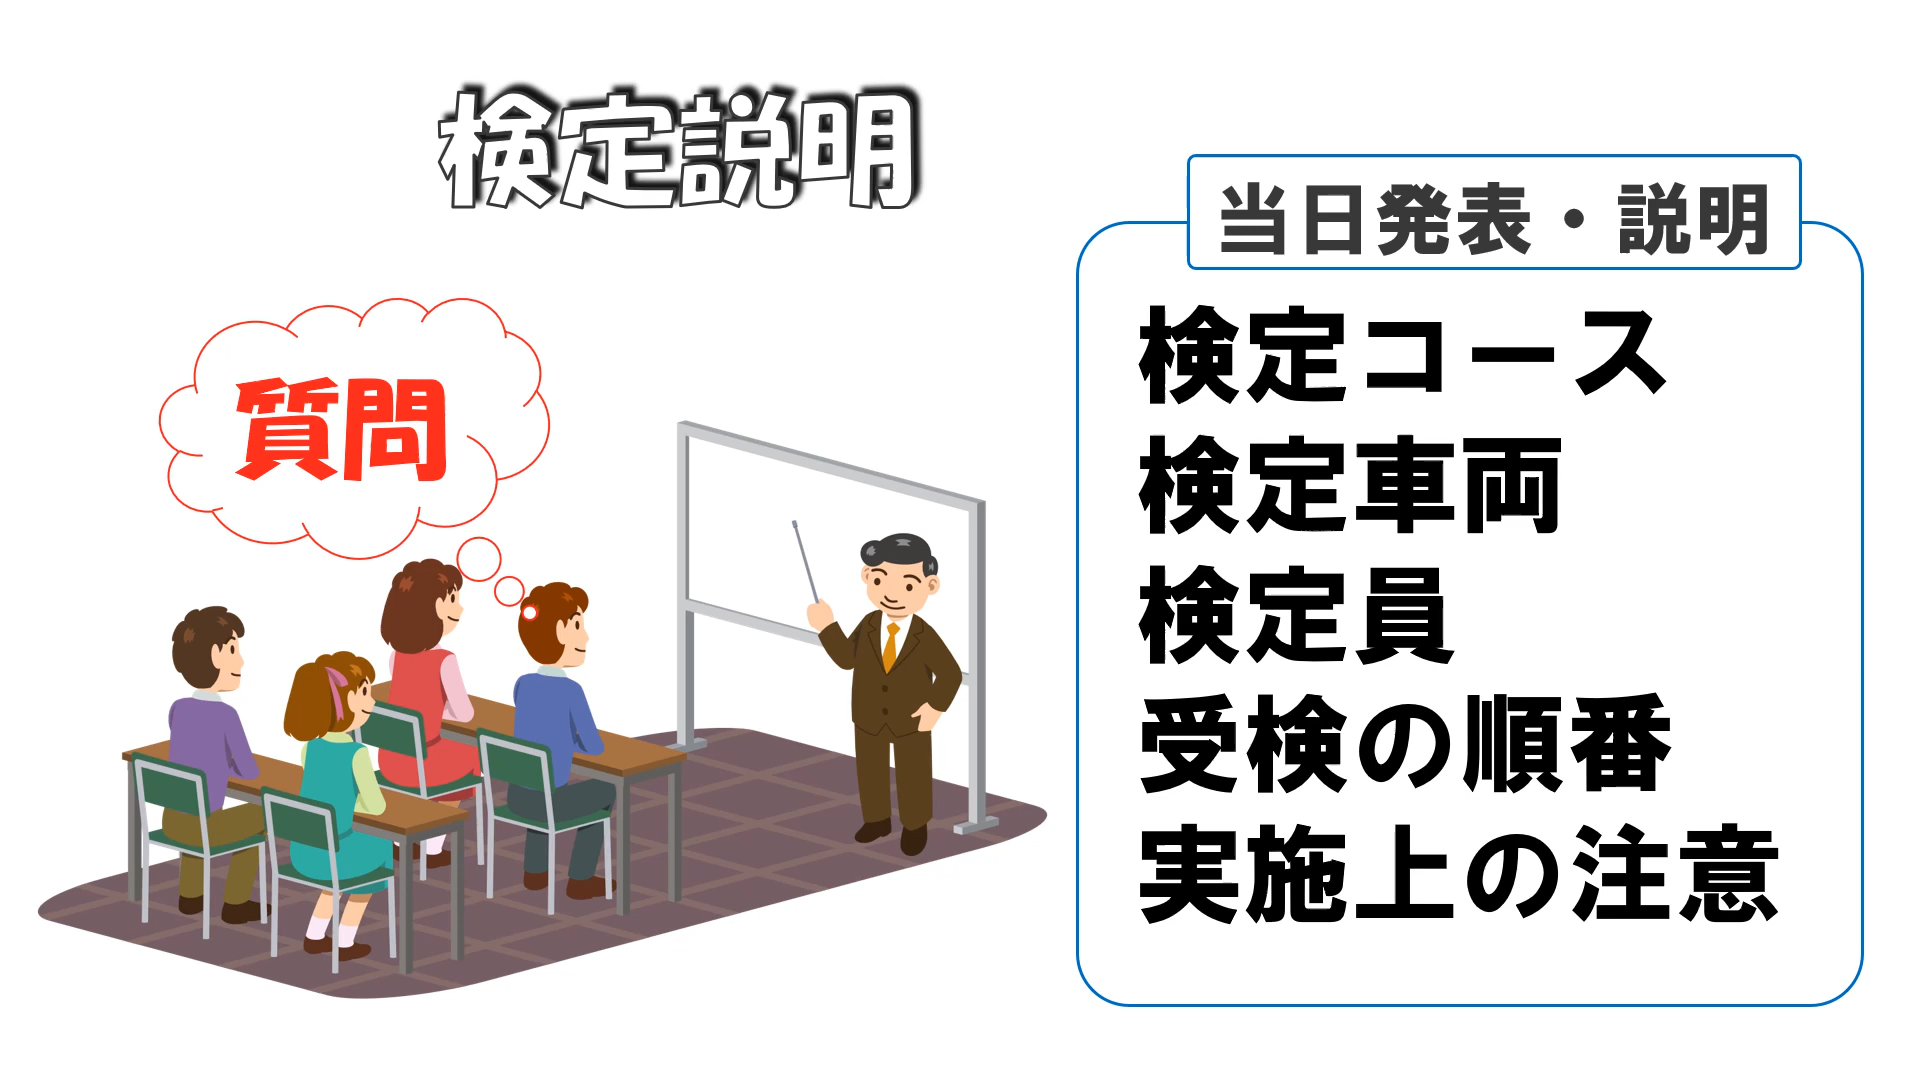 検定説明
質問
当日発表・説明
検定コース
検定車両
検定員
受検の順番
実施上の注意